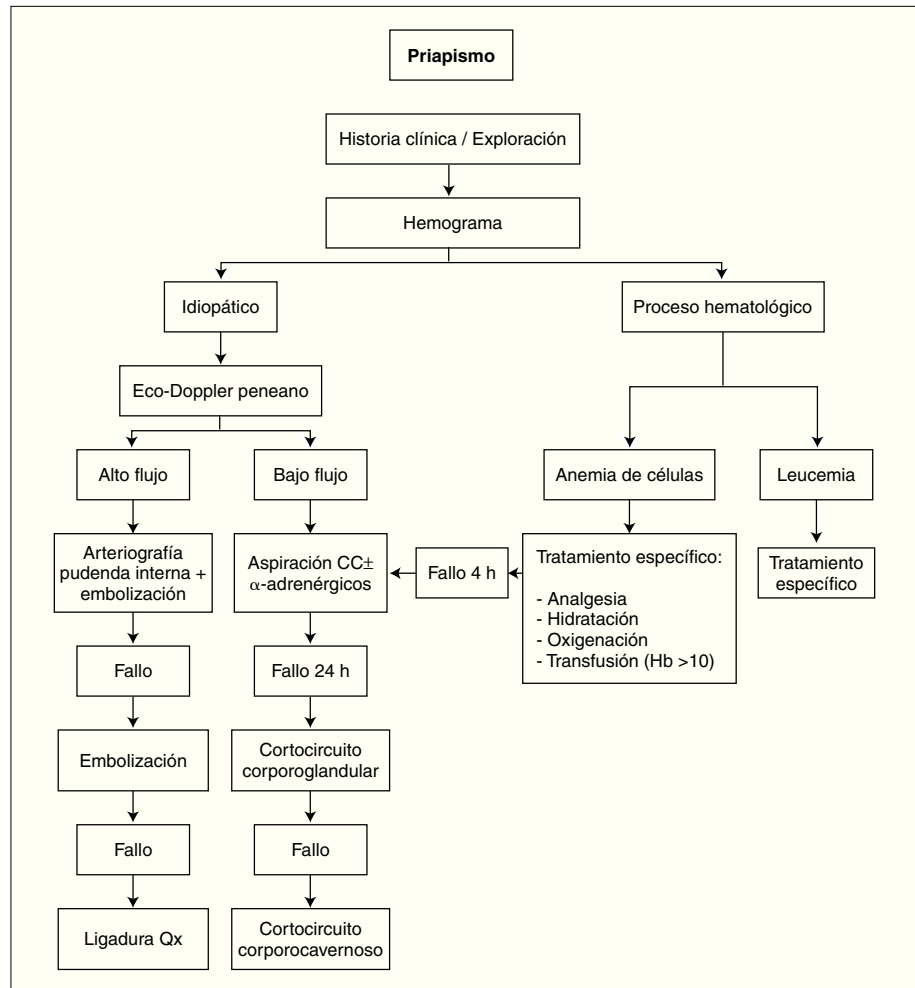 Priapismo
Historia clínica / Exploración
Hemograma
Idiopático
Proceso hematológico
Eco-Doppler peneano
Alto flujo
Bajo flujo
Anemia de células
Leucemia
Arteriografía
pudenda interna +
embolización
Aspiración CC±
α-adrenérgicos
Fallo 4 h
Tratamiento específico:
- Analgesia
- Hidratación
- Oxigenación
- Transfusión (Hb >10)
Tratamiento
específico
Fallo
Fallo 24 h
Embolización
Cortocircuito
corporoglandular
Fallo
Fallo
Ligadura Qx
Cortocircuito
corporocavernoso